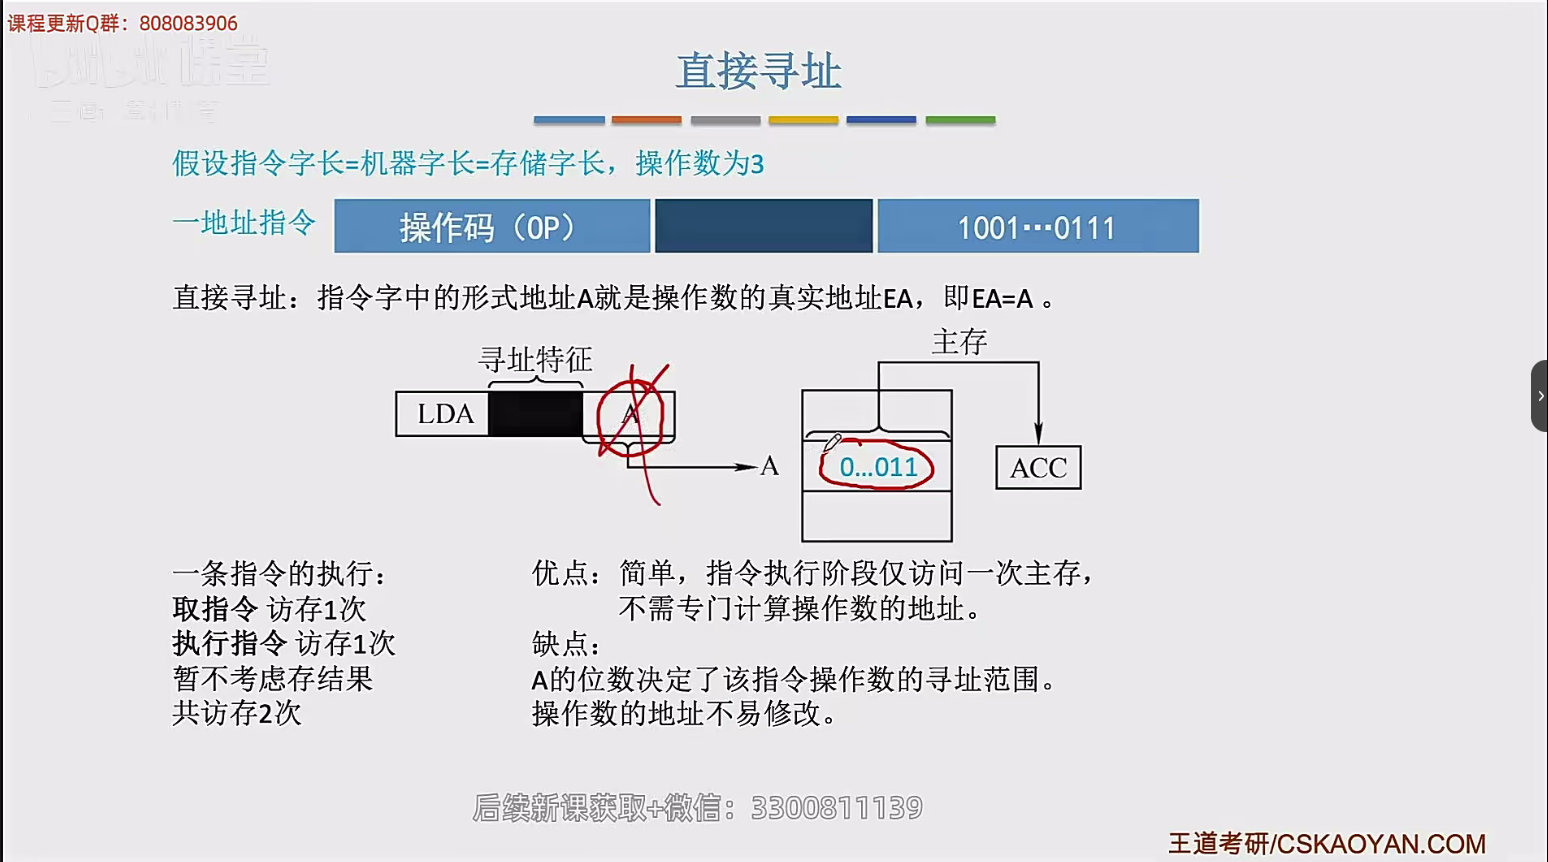 课程更新Q群：808083906
直接寻址
假设指令字长=机器字长=存储字长，操作数为3
一地址指令 操作码（OP） 1001…0111
直接寻址：指令字中的形式地址A就是操作数的真实地址EA，即EA=A 。
主存
寻址特征
LDA A
A 0…011 ACC
一条指令的执行：
取指令 访存1次
执行指令 访存1次
暂不考虑存结果
共访存2次
优点：简单，指令执行阶段仅访问一次主存，
不需专门计算操作数的地址。
缺点：
A的位数决定了该指令操作数的寻址范围。
操作数的地址不易修改。
后续新课获取+微信：3300811139
王道考研/CSKAOYAN.COM